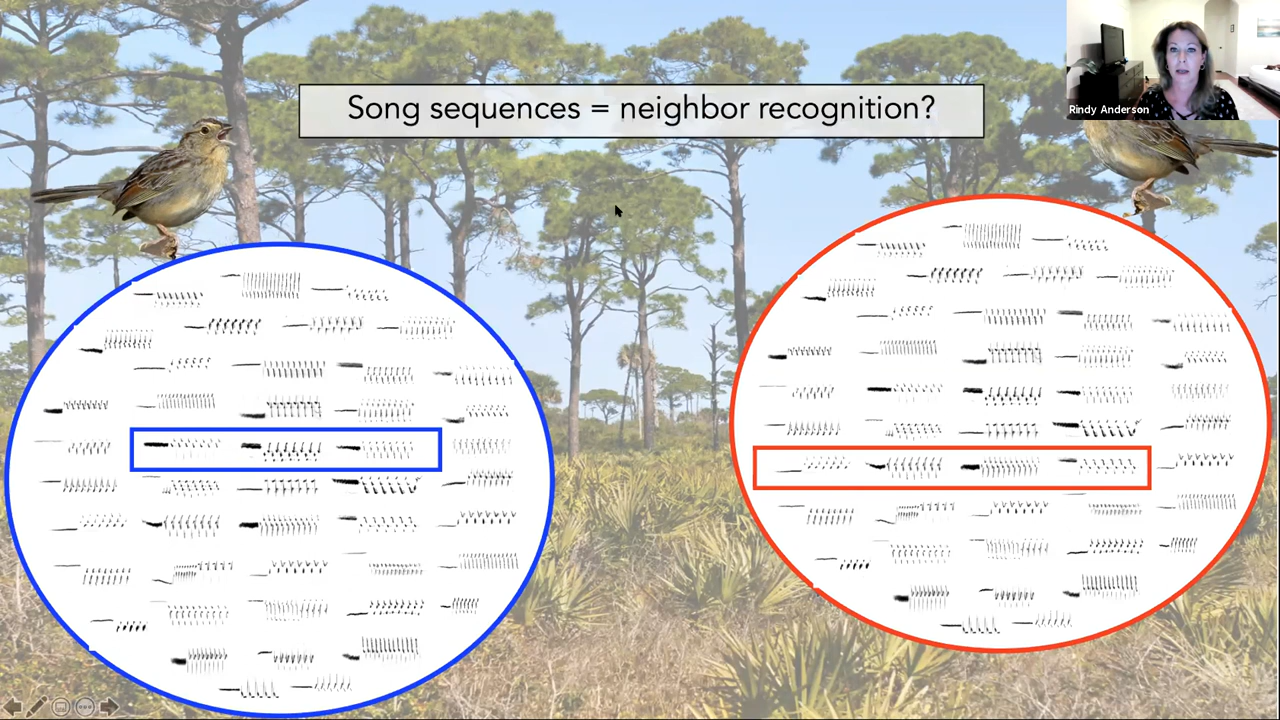 Song sequences = neighbor recognition?
Rindy Anderson